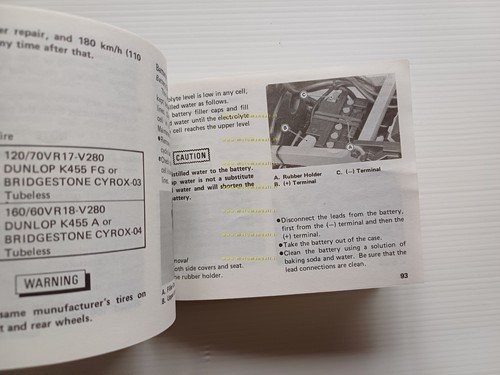 er repair, and 180 km/h (110
ny time after that.
ire
120/70VR17-V280
DUNLOP K455 FG or
BRIDGESTONE CYROX-03
Tubeless
160/60VR18-V280
DUNLOP K455 A or
BRIDGESTONE CYROX-04
Tubeless
WARNING
same manufacturer's tires on
t and rear wheels.
olyte level is low in any cell,
illed water as follows.
battery filler caps and fill
d water until the electrolyte
cell reaches the upper level
CAUTION
stilled water to the battery.
ap water is not a substitute
d water and will shorten the
attery.
oval
oth side covers and seat.
he rubber holder.
A. Rubber Holder
B. (+) Terminal
C. (−) Terminal
●Disconnect the leads from the battery,
first from the (−) terminal and then the
(+) terminal.
●Take the battery out of the case.
●Clean the battery using a solution of
baking soda and water. Be sure that the
lead connections are clean.
93